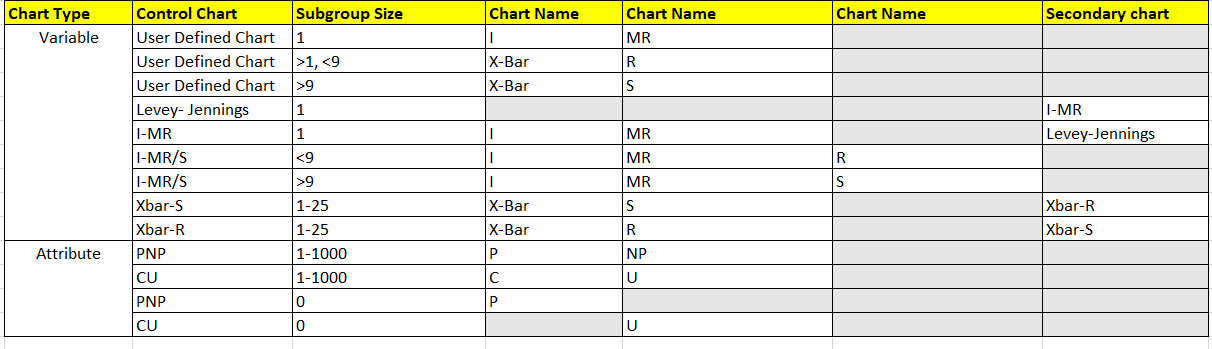 Chart Type Control Chart Subgroup Size Chart Name Chart Name Chart Name Secondary chart
Variable User Defined Chart 1 I MR
User Defined Chart >1, <9 X-Bar R
User Defined Chart >9 X-Bar S
Levey- Jennings 1 I-MR
I-MR 1 I MR Levey-Jennings
I-MR/S <9 I MR R
I-MR/S >9 I MR S
Xbar-S 1-25 X-Bar S Xbar-R
Xbar-R 1-25 X-Bar R Xbar-S
Attribute PNP 1-1000 P NP
CU 1-1000 C U
PNP 0 P
CU 0 U